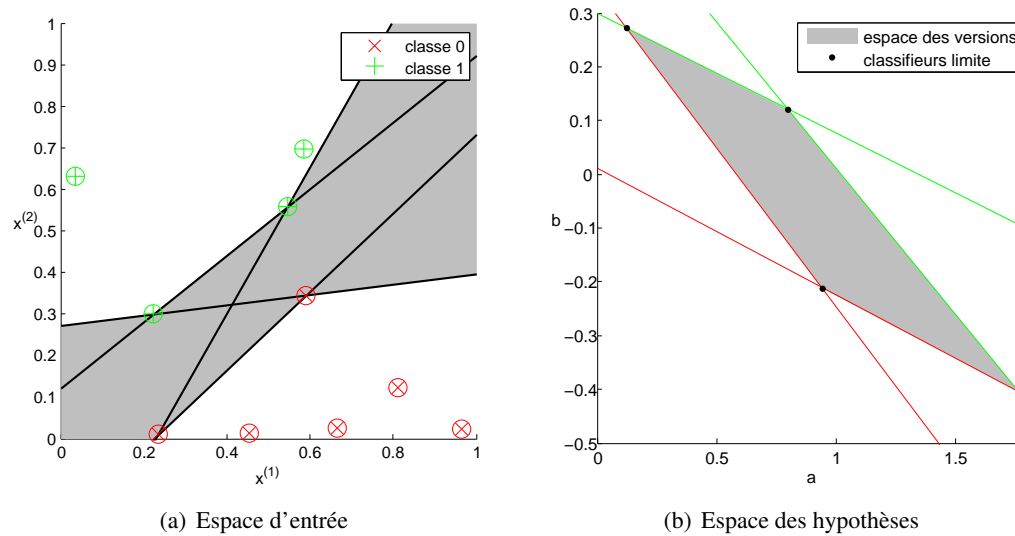 1
0.9
0.8
0.7
0.6
0.5
0.4
0.3
0.2
0.1
0
0 0.2 0.4 0.6 0.8 1
x(2)
x(1)
classe 0
classe 1
(a) Espace d'entrée
0.3
0.2
0.1
0
−0.1
−0.2
−0.3
−0.4
−0.5
0 0.5 1 1.5
b
a
espace des versions
classifieurs limite
(b) Espace des hypothèses